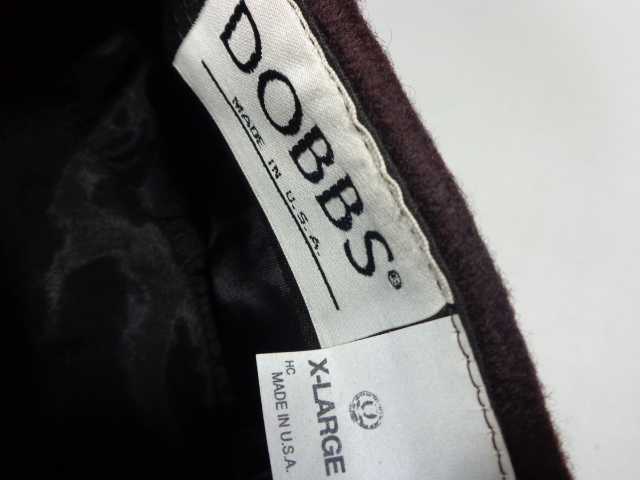 DOBBS®
MADE IN U.S.A.
X-LARGE
HC
MADE IN U.S.A.